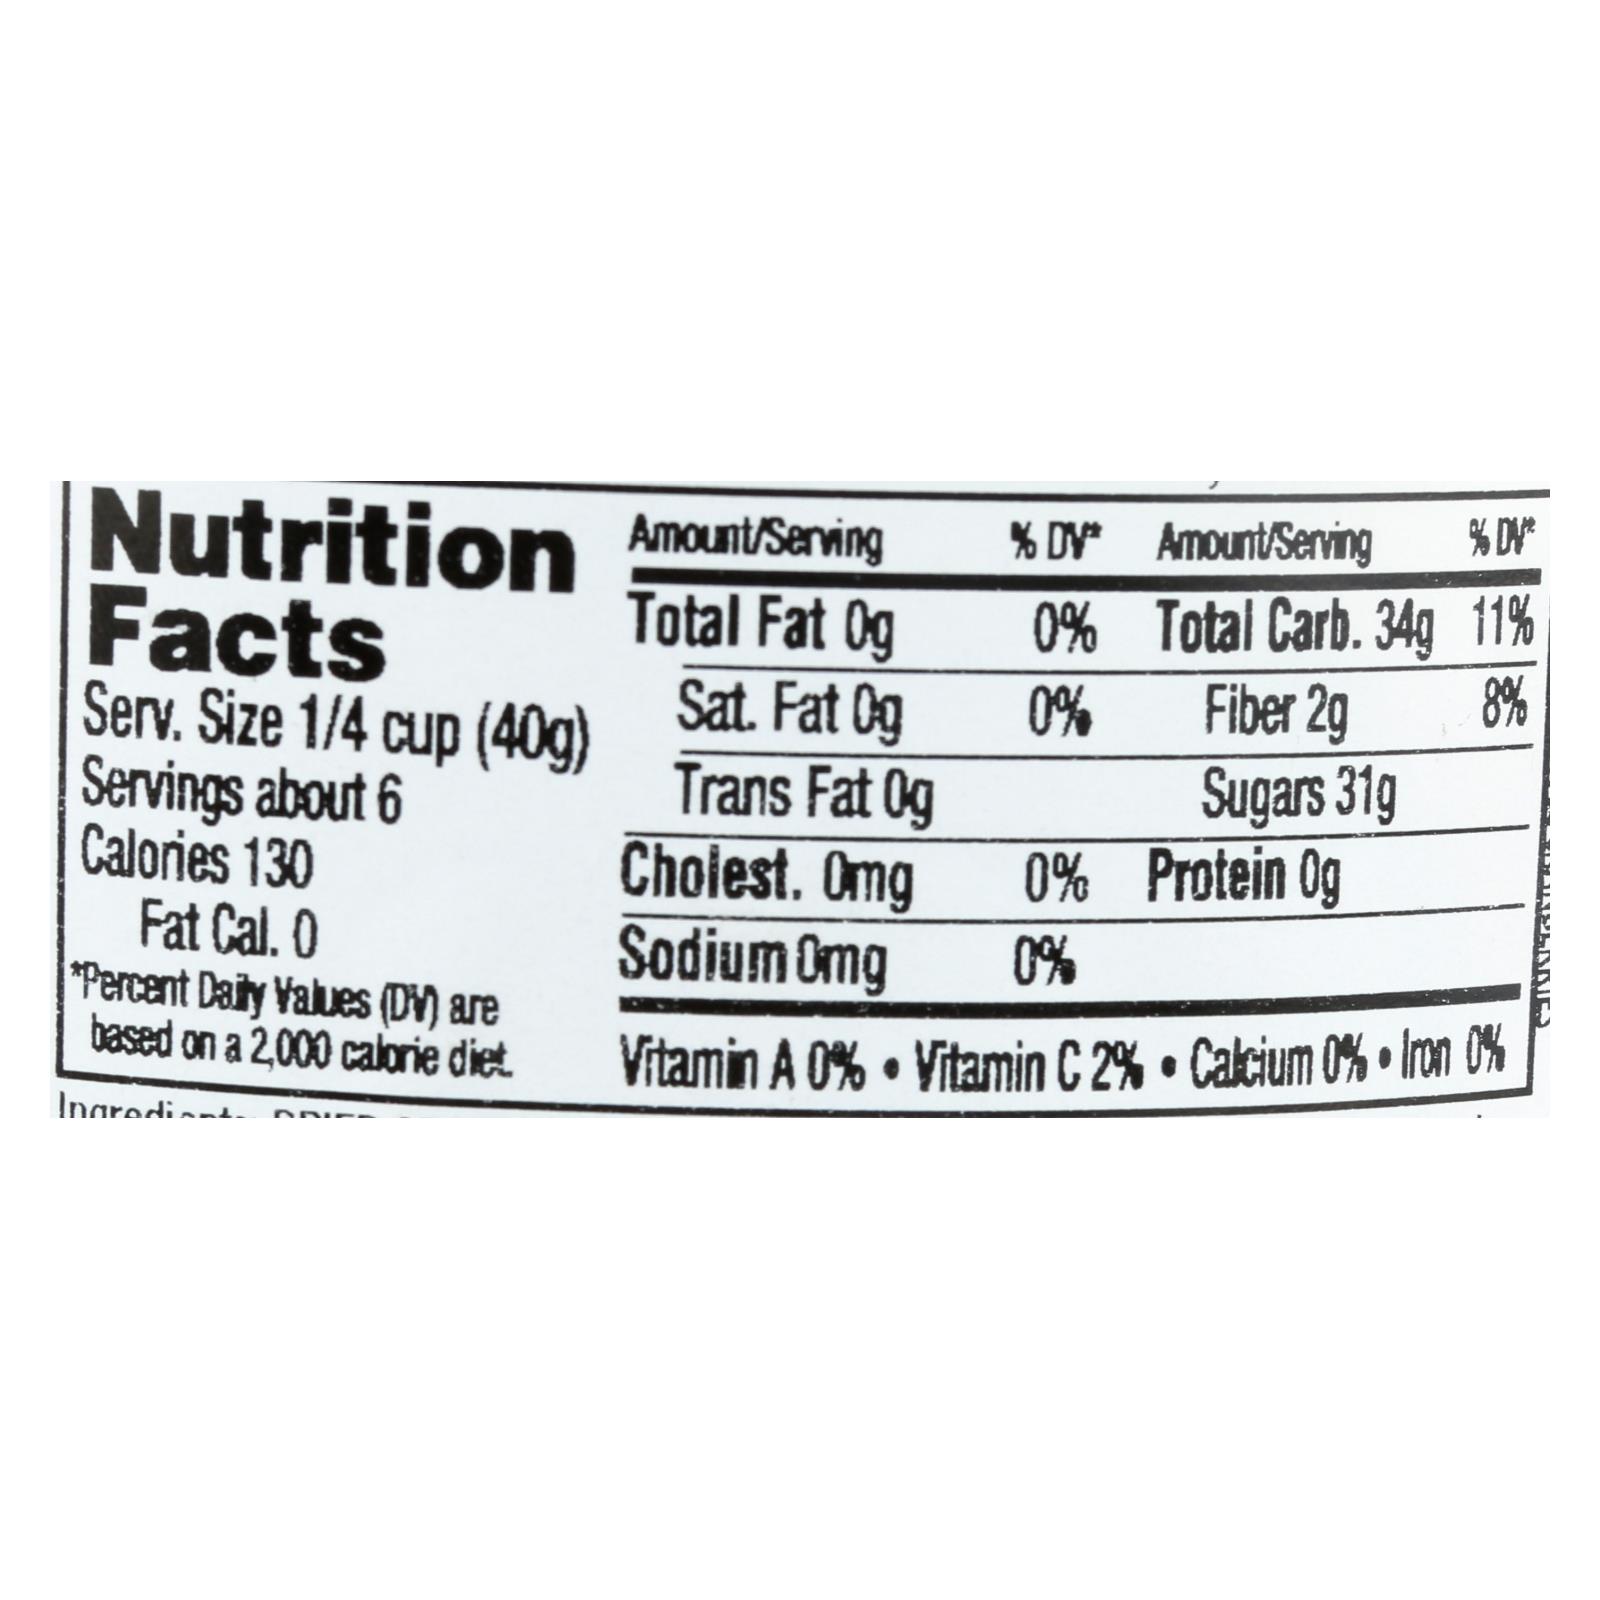 Nutrition
Facts
Serv. Size 1/4 cup (40g)
Servings about 6
Calories 130
Fat Cal. 0
*Percent Daily Values (DV) are
based on a 2,000 calorie diet.
Amount/Serving % DV* Amount/Serving % DV*
Total Fat 0g 0% Total Carb. 34g 11%
Sat. Fat 0g 0% Fiber 2g 8%
Trans Fat 0g Sugars 31g
Cholest. 0mg 0% Protein 0g
Sodium 0mg 0%
Vitamin A 0% • Vitamin C 2% • Calcium 0% • Iron 0%
Ingredients: DRIED